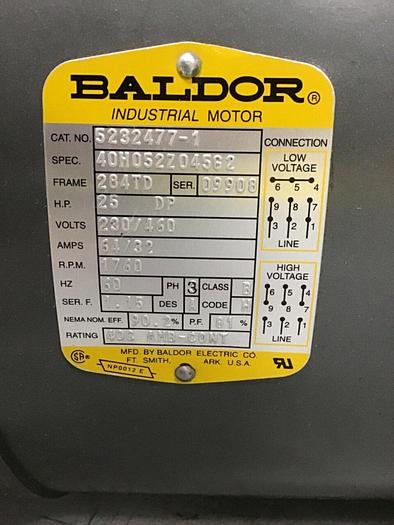 BALDOR®
INDUSTRIAL MOTOR
CAT. NO. 5232477-1
SPEC. 40H052Z045G2
FRAME 284TD SER. 09908
H.P. 25 DP
VOLTS 230/460
AMPS 64/32
R.P.M. 1760
HZ 60 PH 3 CLASS B
SER. F. 1.15 DES CODE
NEMA NOM. EFF. 90.2 % P.F. 81 %
RATING 40C AMB-CONT
CONNECTION
LOW
VOLTAGE
6 5 4
9 8 7
3 2 1
LINE
HIGH
VOLTAGE
6 5 4
9 8 7
3 2 1
LINE
MFD. BY BALDOR ELECTRIC CO.
FT. SMITH, ARK. U.S.A.
NP0012 E
SA®